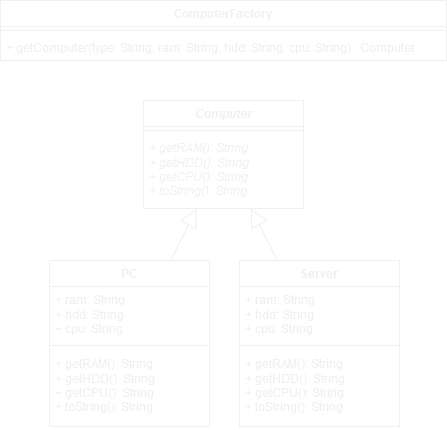 ComputerFactory
+ getComputer(type: String, ram: String, hdd: String, cpu: String) : Computer
Computer
+ getRAM(): String
+ getHDD(): String
+ getCPU(): String
+ toString(): String
PC
+ ram: String
+ hdd: String
+ cpu: String
+ getRAM(): String
+ getHDD(): String
+ getCPU(): String
+ toString(): String
Server
+ ram: String
+ hdd: String
+ cpu: String
+ getRAM(): String
+ getHDD(): String
+ getCPU(): String
+ toString(): String